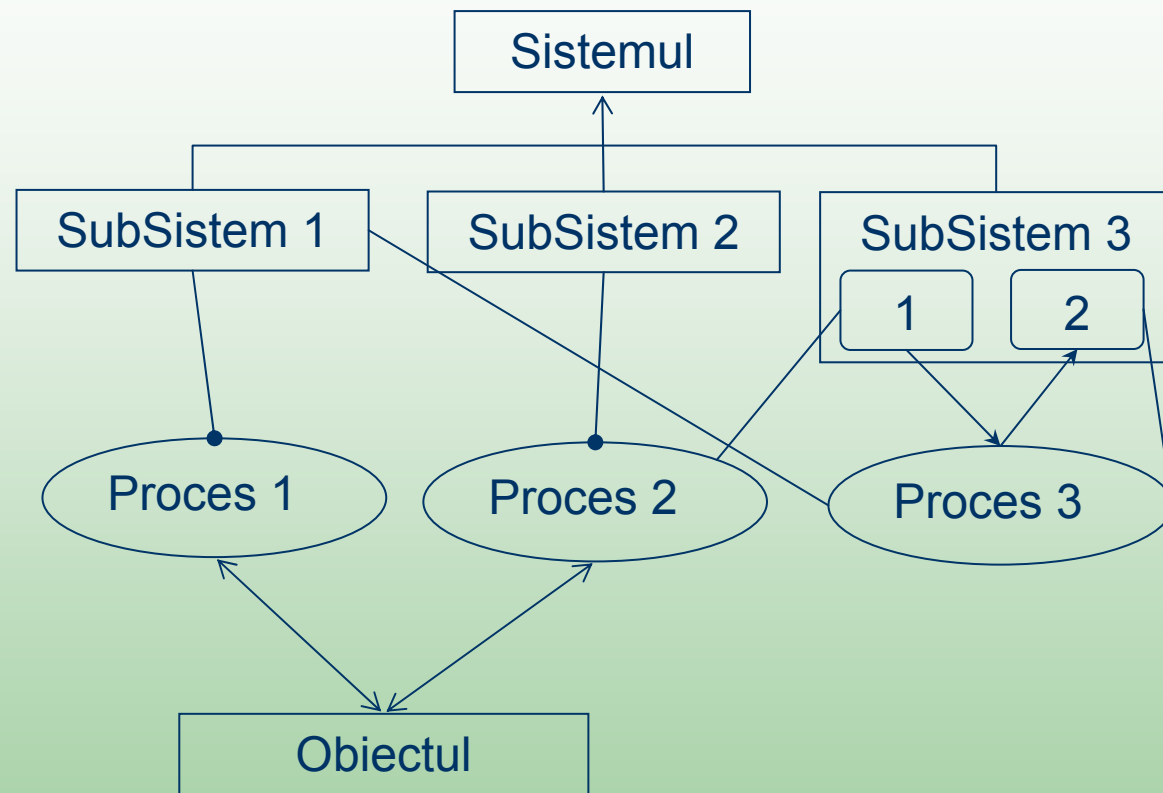 Sistemul
SubSistem 1
SubSistem 2
SubSistem 3
1
2
Proces 1
Proces 2
Proces 3
Obiectul